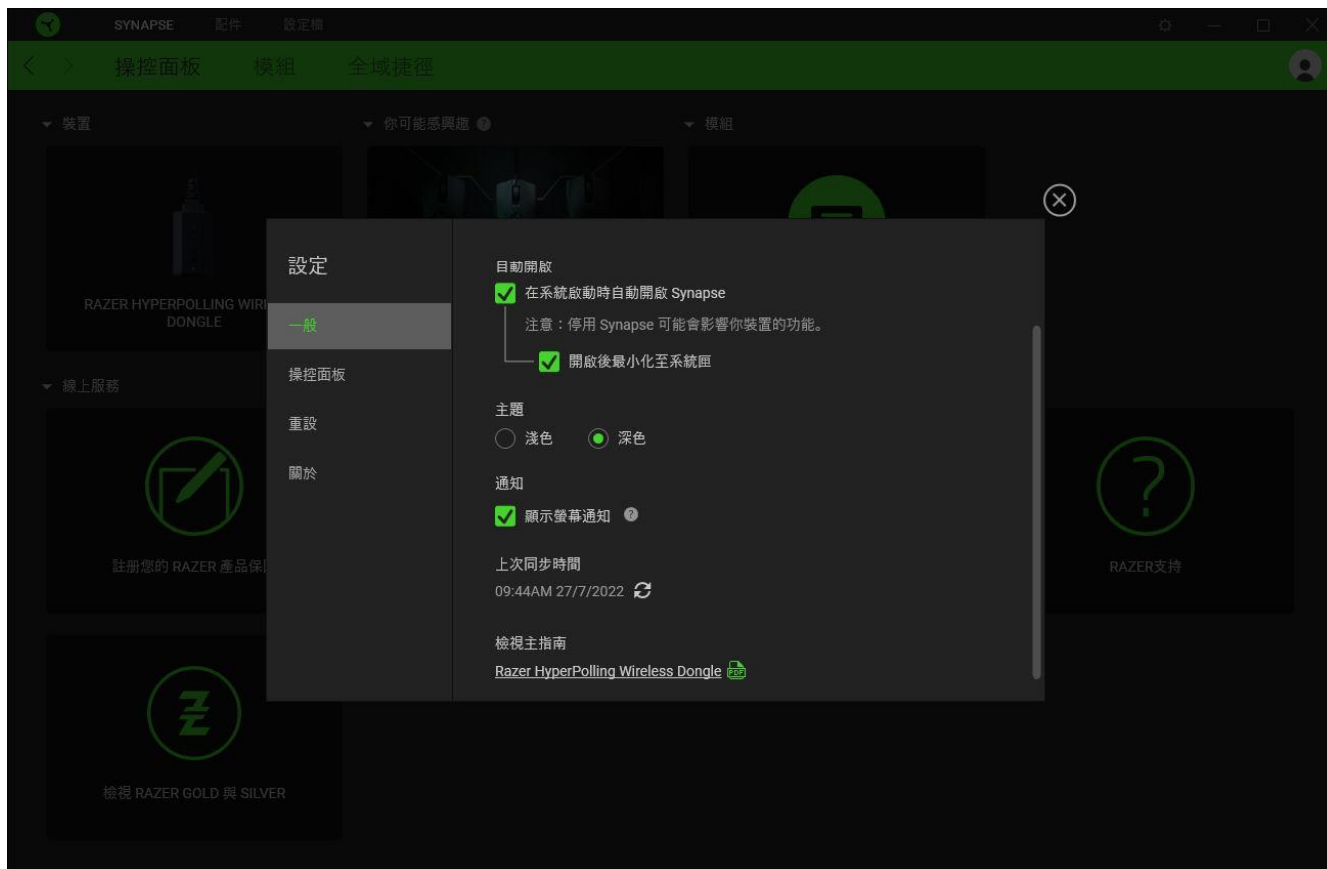 SYNAPSE 配件 設定檔
操控面板 模組 全域捷徑
裝置 你可能感興趣 模組
RAZER HYPERPOLLING WIRE
DONGLE
線上服務
註册您的 RAZER 產品保
RAZER支持
檢視 RAZER GOLD 與 SILVER
設定
一般
操控面板
重設
關於
自動開啟
在系統啟動時自動開啟 Synapse
注意：停用 Synapse 可能會影響你裝置的功能。
開啟後最小化至系統匣
主題
淺色 深色
通知
顯示螢幕通知
上次同步時間
09:44AM 27/7/2022
檢視主指南
Razer HyperPolling Wireless Dongle
PDF